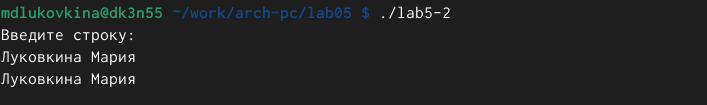 mdlukovkina@dk3n55 ~/work/arch-pc/lab05 $ ./lab5-2
Введите строку:
Луковкина Мария
Луковкина Мария